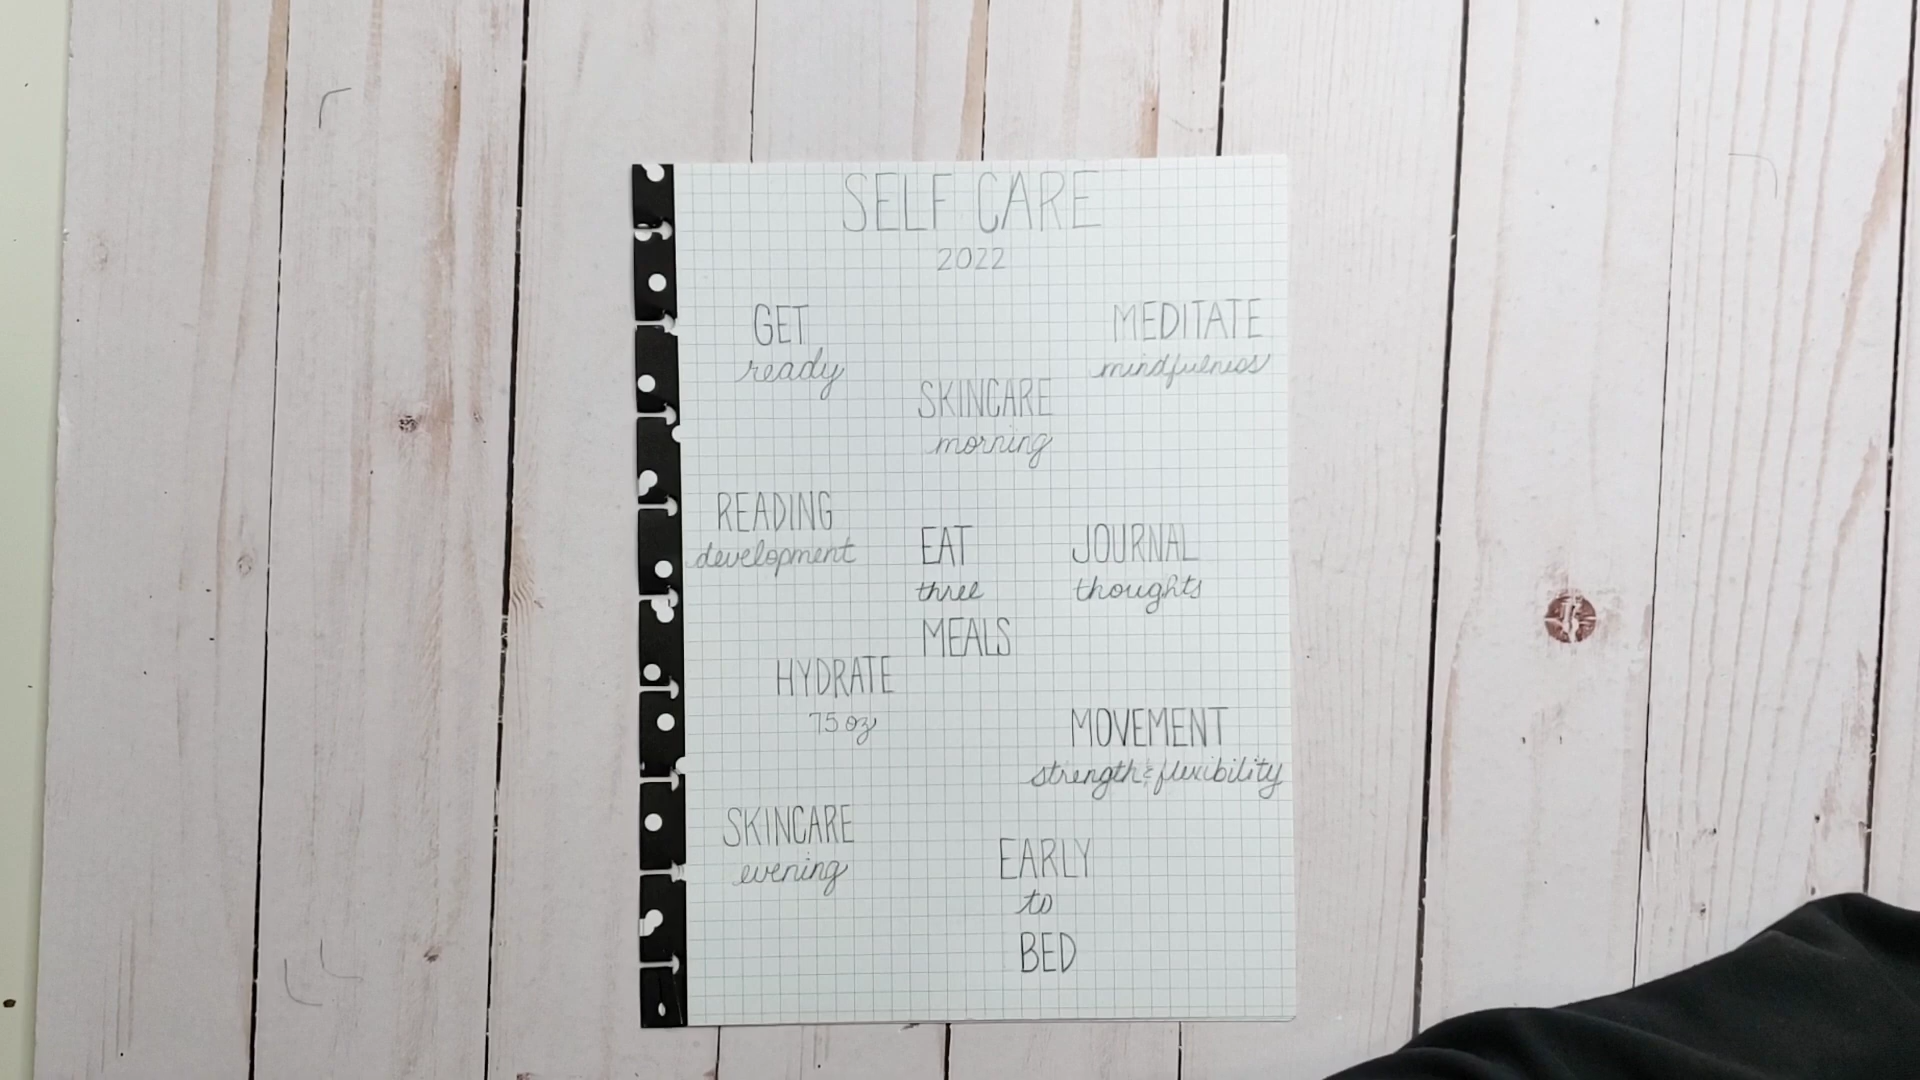 SELF CARE
2022
GET
ready
MEDITATE
mindfulness
SKINCARE
morning
READING
development
EAT
three
MEALS
JOURNAL
thoughts
HYDRATE
75 oz
MOVEMENT
strength & flexibility
SKINCARE
evening
EARLY
to
BED